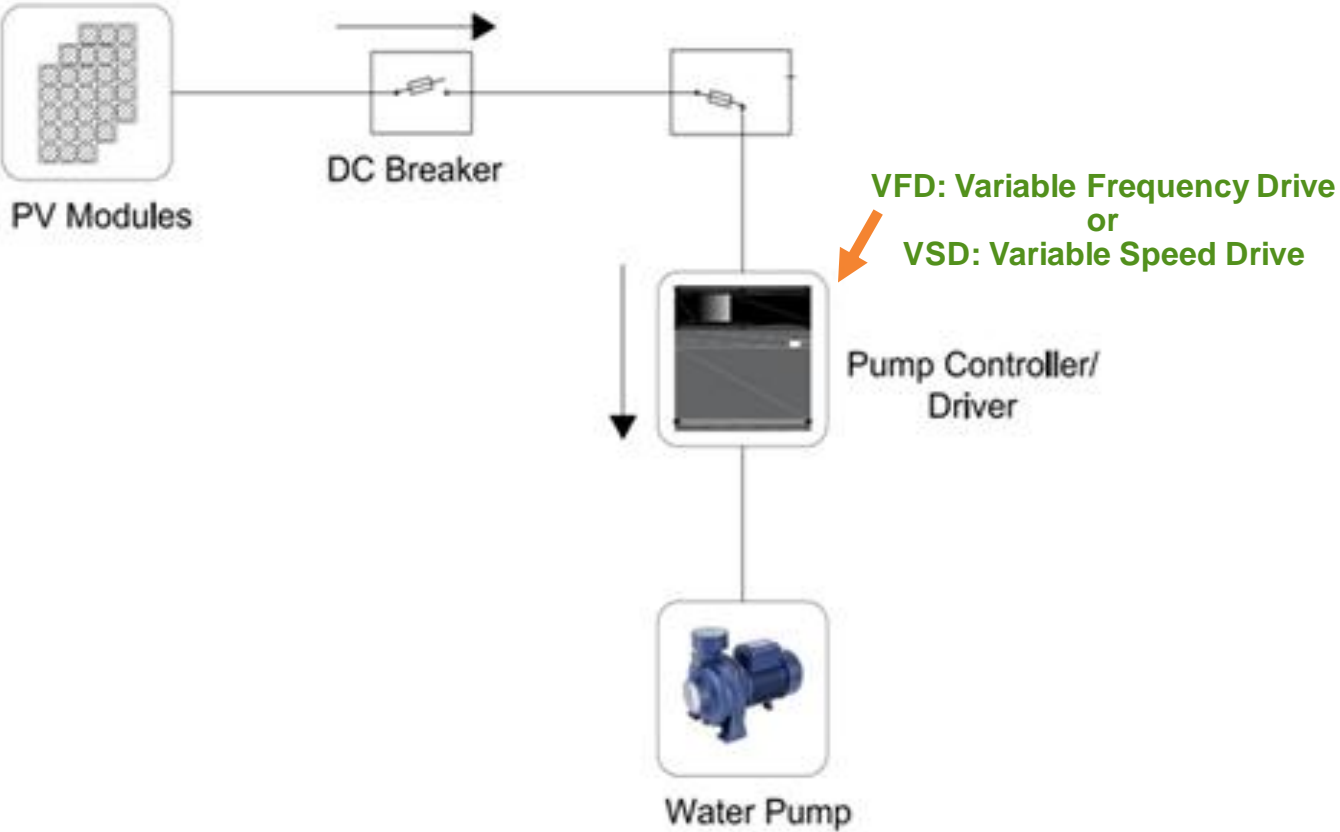 DC Breaker
PV Modules
VFD: Variable Frequency Drive
or
VSD: Variable Speed Drive
Pump Controller/
Driver
Water Pump